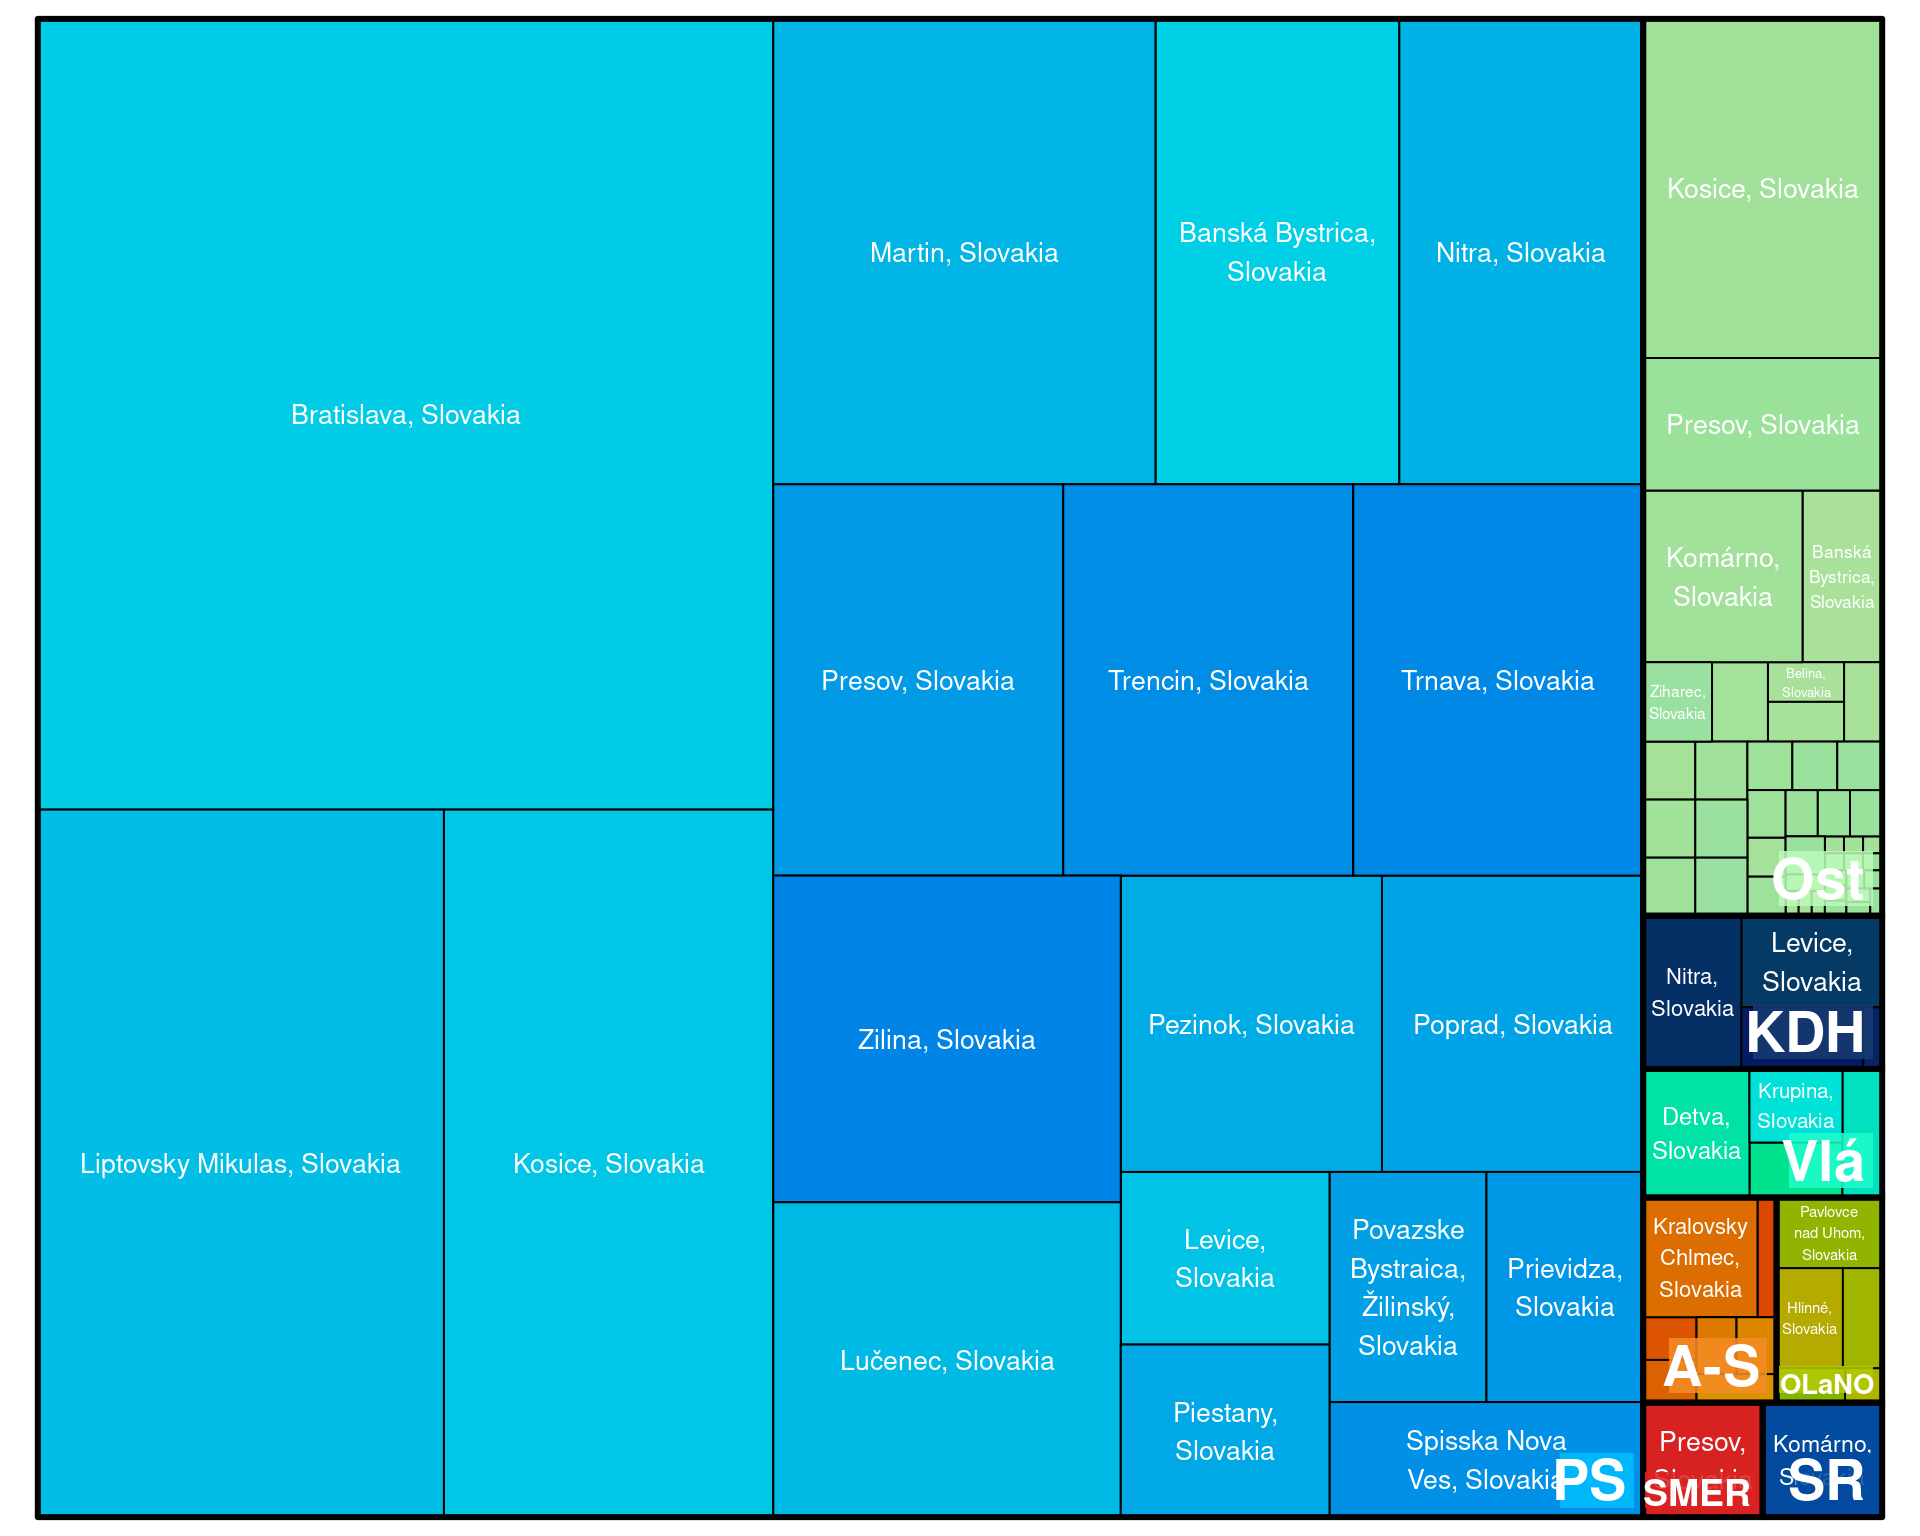 Bratislava, Slovakia
Liptovsky Mikulas, Slovakia
Kosice, Slovakia
Martin, Slovakia
Banská Bystrica,
Slovakia
Nitra, Slovakia
Presov, Slovakia
Trencin, Slovakia
Trnava, Slovakia
Zilina, Slovakia
Lučenec, Slovakia
Pezinok, Slovakia
Poprad, Slovakia
Levice,
Slovakia
Piestany,
Slovakia
Povazske
Bystraica,
Žilinský,
Slovakia
Prievidza,
Slovakia
Spisska Nova
Ves, Slovakia
PS
Kosice, Slovakia
Presov, Slovakia
Komárno,
Slovakia
Banská
Bystrica,
Slovakia
Ziharec,
Slovakia
Belina,
Slovakia
Ost
Nitra,
Slovakia
Levice,
Slovakia
KDH
Detva,
Slovakia
Krupina,
Slovakia
Vlá
Kralovsky
Chlmec,
Slovakia
A-S
Pavlovce
nad Uhom,
Slovakia
Hlinné,
Slovakia
OLaNO
Presov,
Slovakia
SMER
Komárno,
SR